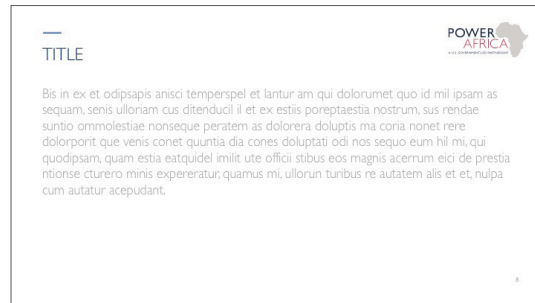 TITLE
POWER
AFRICA
A U.S. GOVERNMENT-LED PARTNERSHIP
Bis in ex et odipsapis anisci temperspel et lantur am qui dolorumet quo id mil ipsam as
sequam, senis ulloriam cus ditenducil il et ex estiis poreptaestia nostrum, sus rendae
suntio ommolestiae nonseque peratem as dolorera doluptis ma coria nonet rere
dolorporit que venis conet quuntia dia cones doluptati odi nos sequo eum hil mi, qui
quodipsam, quam estia eatquidel imilit ute officii stibus eos magnis acerrum eici de prestia
ntionse cturero minis expereratur, quamus mi, ullorun turibus re autatem alis et et, nulpa
cum autatur acepudant.